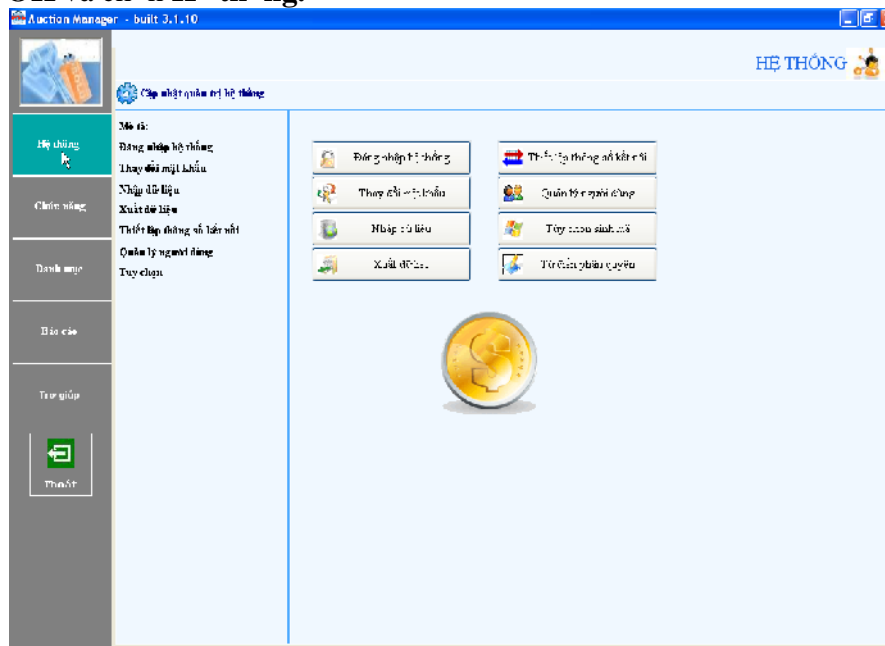 Auction Manager - built 3.1.10
HỆ THỐNG
Cập nhật quản trị hệ thống
Mô tả:
Đăng nhập hệ thống
Thay đổi mật khẩu
Nhập dữ liệu
Xuất dữ liệu
Thiết lập thông số kết nối
Quản lý người dùng
Tuy chọn
Hệ thống
Chức năng
Danh mục
Báo cáo
Trợ giúp
Thoát
Đăng nhập hệ thống
Thiết lập thông số kết nối
Thay đổi mật khẩu
Quản lý người dùng
Nhập dữ liệu
Tùy chọn sinh mã
Xuất dữ liệu
Từ điển phân quyền